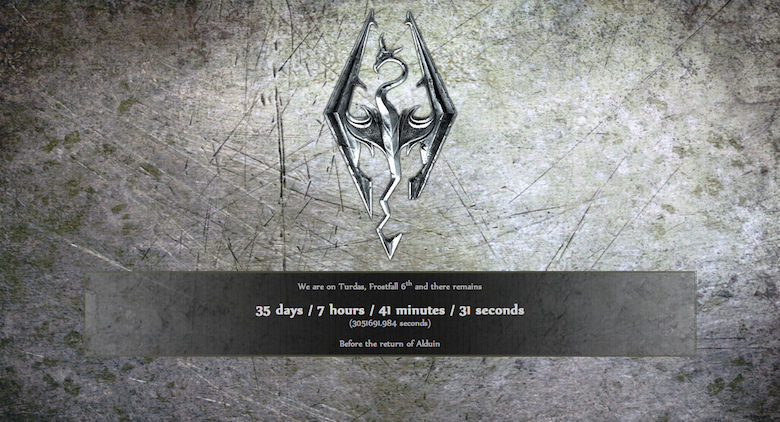 We are on Turdas, Frostfall 6th and there remains
35 days / 7 hours / 41 minutes / 31 seconds
(3051691.984 seconds)
Before the return of Alduin